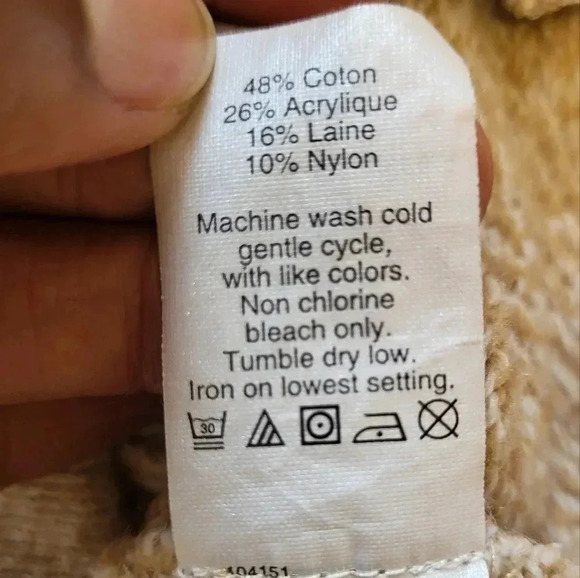 48% Coton
26% Acrylique
16% Laine
10% Nylon
Machine wash cold
gentle cycle,
with like colors.
Non chlorine
bleach only.
Tumble dry low.
Iron on lowest setting.
30
404151